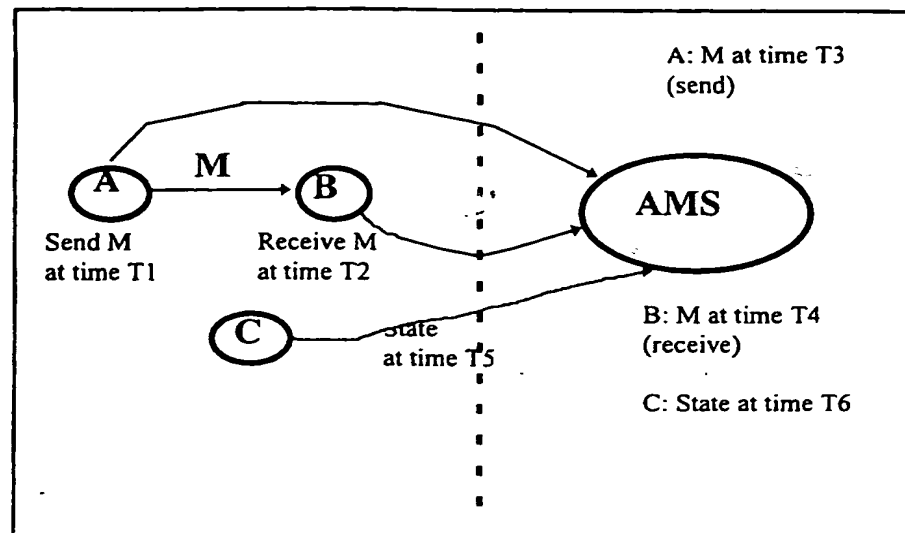 A: M at time T3
(send)
A
M
B
AMS
Send M
at time T1
Receive M
at time T2
C
State
at time T5
B: M at time T4
(receive)
C: State at time T6